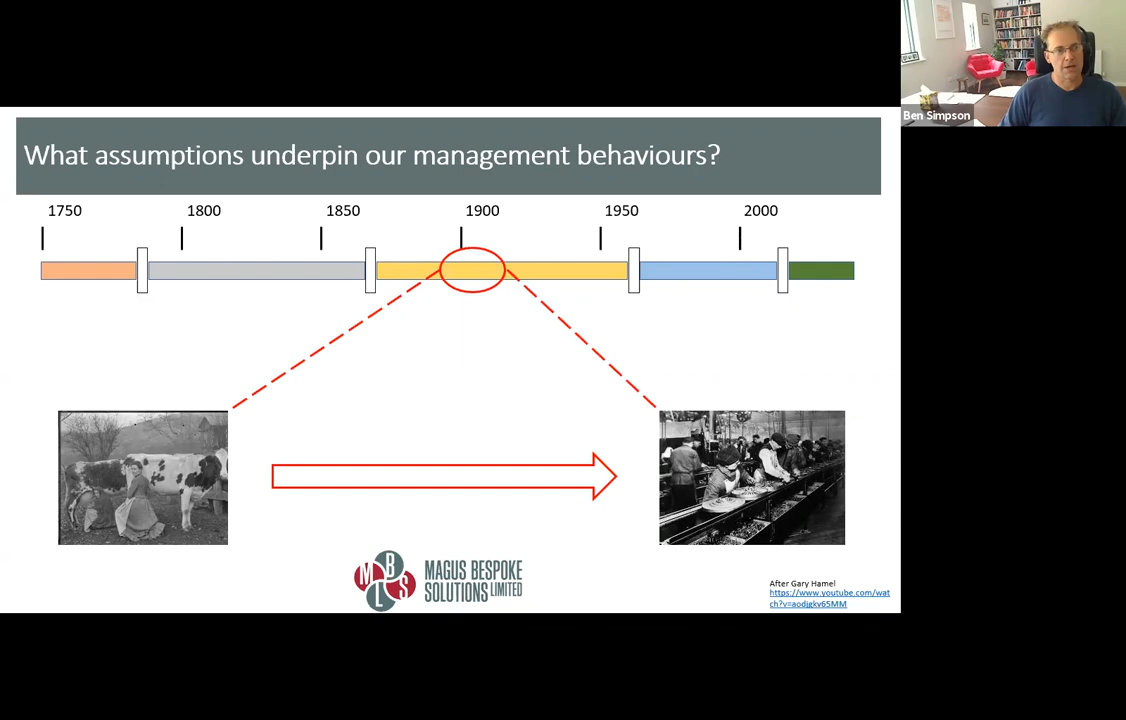 Ben Simpson
What assumptions underpin our management behaviours?
1750 1800 1850 1900 1950 2000
M B L S
MAGUS BESPOKE
SOLUTIONS LIMITED
After Gary Hamel
https://www.youtube.com/wat
ch?v=aodjgkv65MM